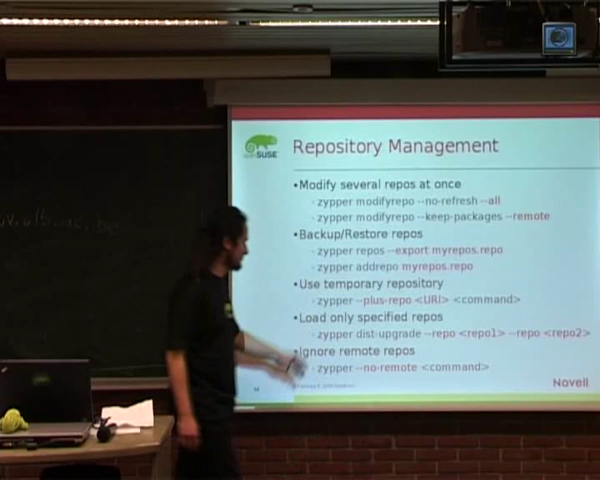 Repository Management
SUSE
•Modify several repos at once
- zypper modifyrepo --no-refresh --all
- zypper modifyrepo --keep-packages --remote
•Backup/Restore repos
- zypper repos --export myrepos.repo
- zypper addrepo myrepos.repo
•Use temporary repository
- zypper --plus-repo <URI> <command>
•Load only specified repos
- zypper dist-upgrade --repo <repo1> --repo <repo2>
•Ignore remote repos
- zypper --no-remote <command>
Novell